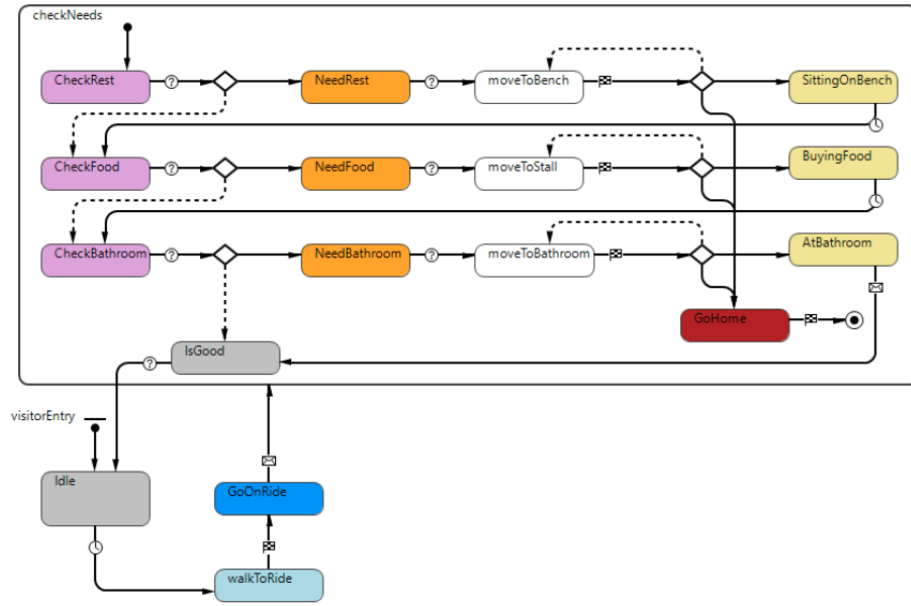 checkNeeds
CheckRest
NeedRest
moveToBench
SittingOnBench
CheckFood
NeedFood
moveToStall
BuyingFood
CheckBathroom
NeedBathroom
moveToBathroom
AtBathroom
GoHome
IsGood
visitorEntry
Idle
GoOnRide
walkToRide